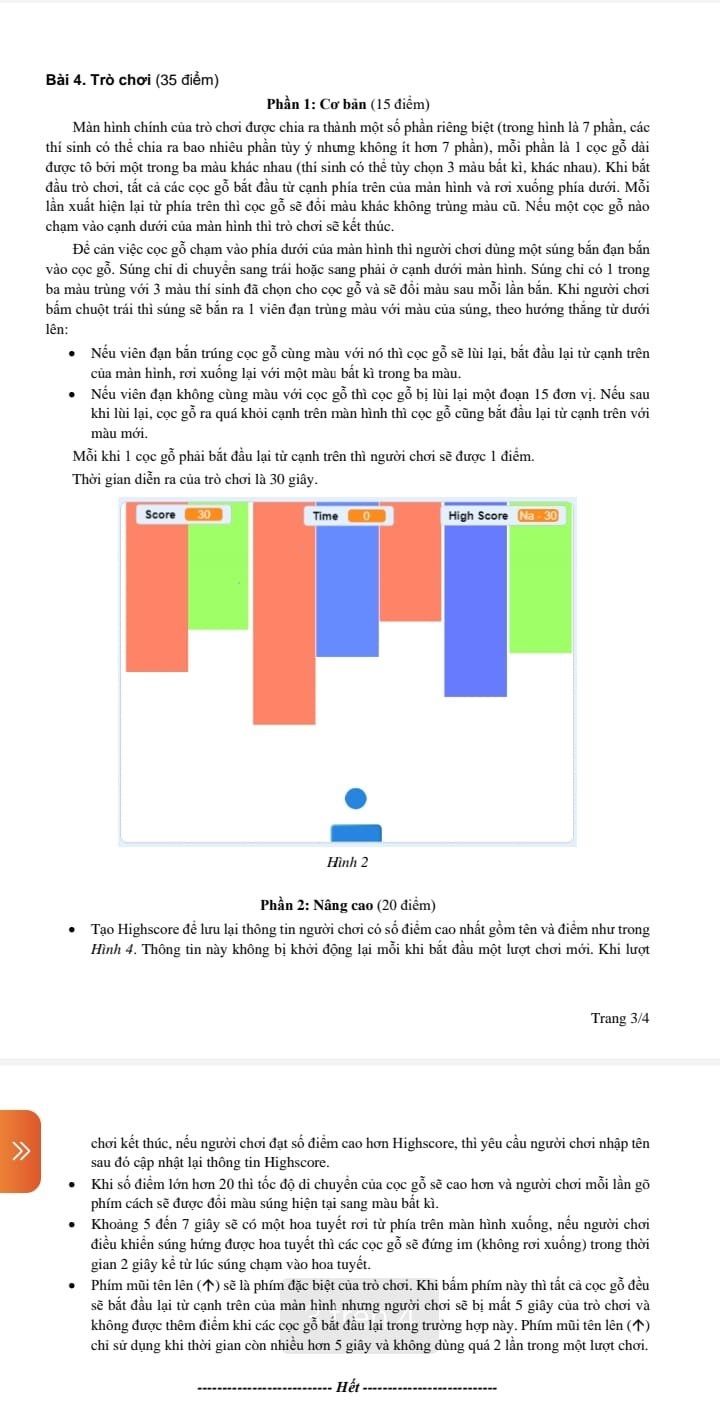 Bài 4. Trò chơi (35 điểm)
Phần 1: Cơ bản (15 điểm)
Màn hình chính của trò chơi được chia ra thành một số phần riêng biệt (trong hình là 7 phần, các
thí sinh có thể chia ra bao nhiêu phần tùy ý nhưng không ít hơn 7 phần), mỗi phần là 1 cọc gỗ dài
được tô bởi một trong ba màu khác nhau (thí sinh có thể tùy chọn 3 màu bất kì, khác nhau). Khi bắt
đầu trò chơi, tất cả các cọc gỗ bắt đầu từ cạnh phía trên của màn hình và rơi xuống phía dưới. Mỗi
lần xuất hiện lại từ phía trên thì cọc gỗ sẽ đổi màu khác không trùng màu cũ. Nếu một cọc gỗ nào
chạm vào cạnh dưới của màn hình thì trò chơi sẽ kết thúc.
Để cản việc cọc gỗ chạm vào phía dưới của màn hình thì người chơi dùng một súng bắn đạn bắn
vào cọc gỗ. Súng chỉ di chuyển sang trái hoặc sang phải ở cạnh dưới màn hình. Súng chỉ có 1 trong
ba màu trùng với 3 màu thí sinh đã chọn cho cọc gỗ và sẽ đổi màu sau mỗi lần bắn. Khi người chơi
bấm chuột trái thì súng sẽ bắn ra 1 viên đạn trùng màu với màu của súng, theo hướng thẳng từ dưới
lên:
• Nếu viên đạn bắn trúng cọc gỗ cùng màu với nó thì cọc gỗ sẽ lùi lại, bắt đầu lại từ cạnh trên
của màn hình, rơi xuống lại với một màu bất kì trong ba màu.
• Nếu viên đạn không cùng màu với cọc gỗ thì cọc gỗ bị lùi lại một đoạn 15 đơn vị. Nếu sau
khi lùi lại, cọc gỗ ra quá khỏi cạnh trên màn hình thì cọc gỗ cũng bắt đầu lại từ cạnh trên với
màu mới.
Mỗi khi 1 cọc gỗ phải bắt đầu lại từ cạnh trên thì người chơi sẽ được 1 điểm.
Thời gian diễn ra của trò chơi là 30 giây.
Score 30 Time 0 High Score Na - 30
Hình 2
Phần 2: Nâng cao (20 điểm)
• Tạo Highscore để lưu lại thông tin người chơi có số điểm cao nhất gồm tên và điểm như trong
Hình 4. Thông tin này không bị khởi động lại mỗi khi bắt đầu một lượt chơi mới. Khi lượt
Trang 3/4
chơi kết thúc, nếu người chơi đạt số điểm cao hơn Highscore, thì yêu cầu người chơi nhập tên
sau đó cập nhật lại thông tin Highscore.
• Khi số điểm lớn hơn 20 thì tốc độ di chuyển của cọc gỗ sẽ cao hơn và người chơi mỗi lần gõ
phím cách sẽ được đổi màu súng hiện tại sang màu bất kì.
• Khoảng 5 đến 7 giây sẽ có một hoa tuyết rơi từ phía trên màn hình xuống, nếu người chơi
điều khiển súng hứng được hoa tuyết thì các cọc gỗ sẽ đứng im (không rơi xuống) trong thời
gian 2 giây kể từ lúc súng chạm vào hoa tuyết.
• Phím mũi tên lên (↑) sẽ là phím đặc biệt của trò chơi. Khi bấm phím này thì tất cả cọc gỗ đều
sẽ bắt đầu lại từ cạnh trên của màn hình nhưng người chơi sẽ bị mất 5 giây của trò chơi và
không được thêm điểm khi các cọc gỗ bắt đầu lại trong trường hợp này. Phím mũi tên lên (↑)
chỉ sử dụng khi thời gian còn nhiều hơn 5 giây và không dùng quá 2 lần trong một lượt chơi.
--------------------------- Hết ---------------------------